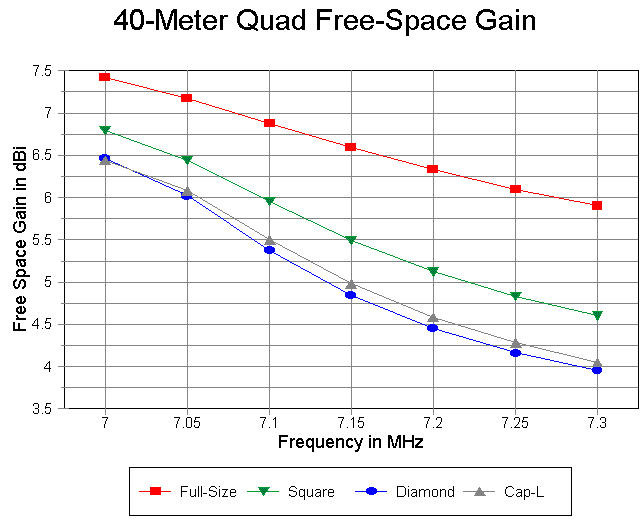 40-Meter Quad Free-Space Gain
Free Space Gain in dBi
7.5
7
6.5
6
5.5
5
4.5
4
3.5
7 7.05 7.1 7.15 7.2 7.25 7.3
Frequency in MHz
Full-Size Square Diamond Cap-L